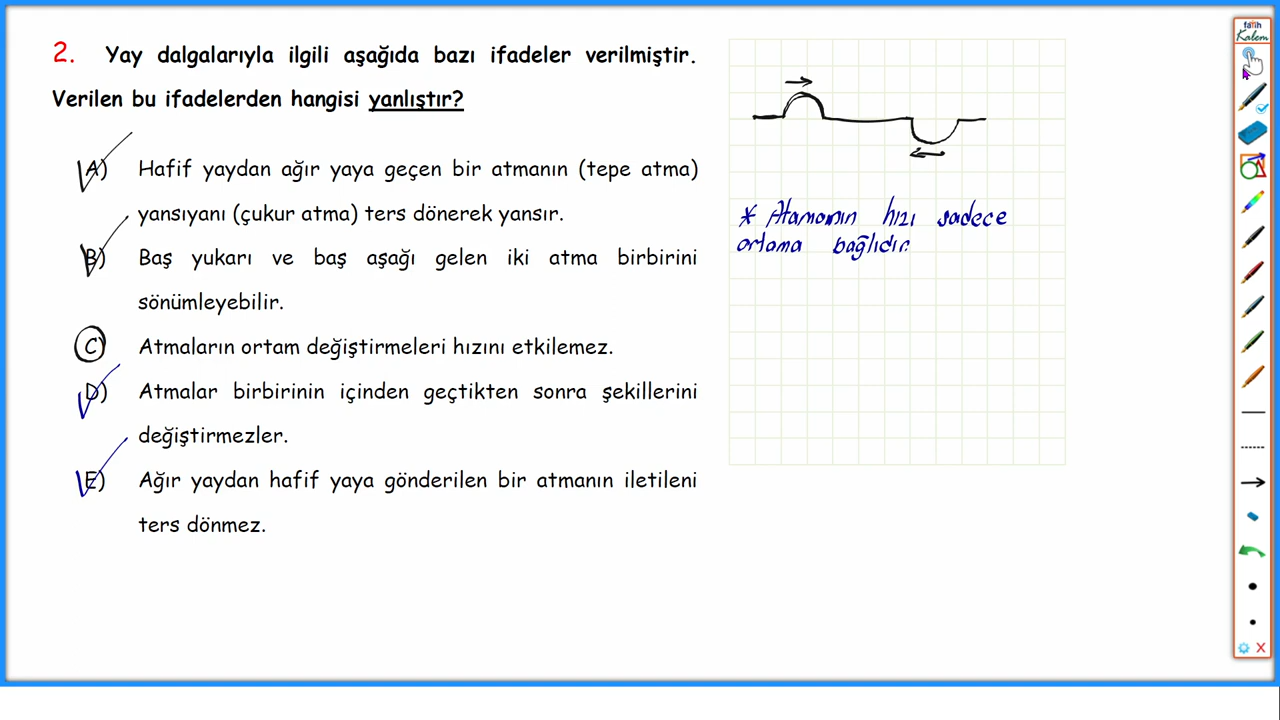 2. Yay dalgalarıyla ilgili aşağıda bazı ifadeler verilmiştir.
Verilen bu ifadelerden hangisi yanlıştır?
A) Hafif yaydan ağır yaya geçen bir atmanın (tepe atma)
yansıyanı (çukur atma) ters dönerek yansır.
B) Baş yukarı ve baş aşağı gelen iki atma birbirini
sönümleyebilir.
C) Atmaların ortam değiştirmeleri hızını etkilemez.
D) Atmalar birbirinin içinden geçtikten sonra şekillerini
değiştirmezler.
E) Ağır yaydan hafif yaya gönderilen bir atmanın iletileni
ters dönmez.
* Atmanın hızı sadece
ortama bağlıdır
fatih
Kalem